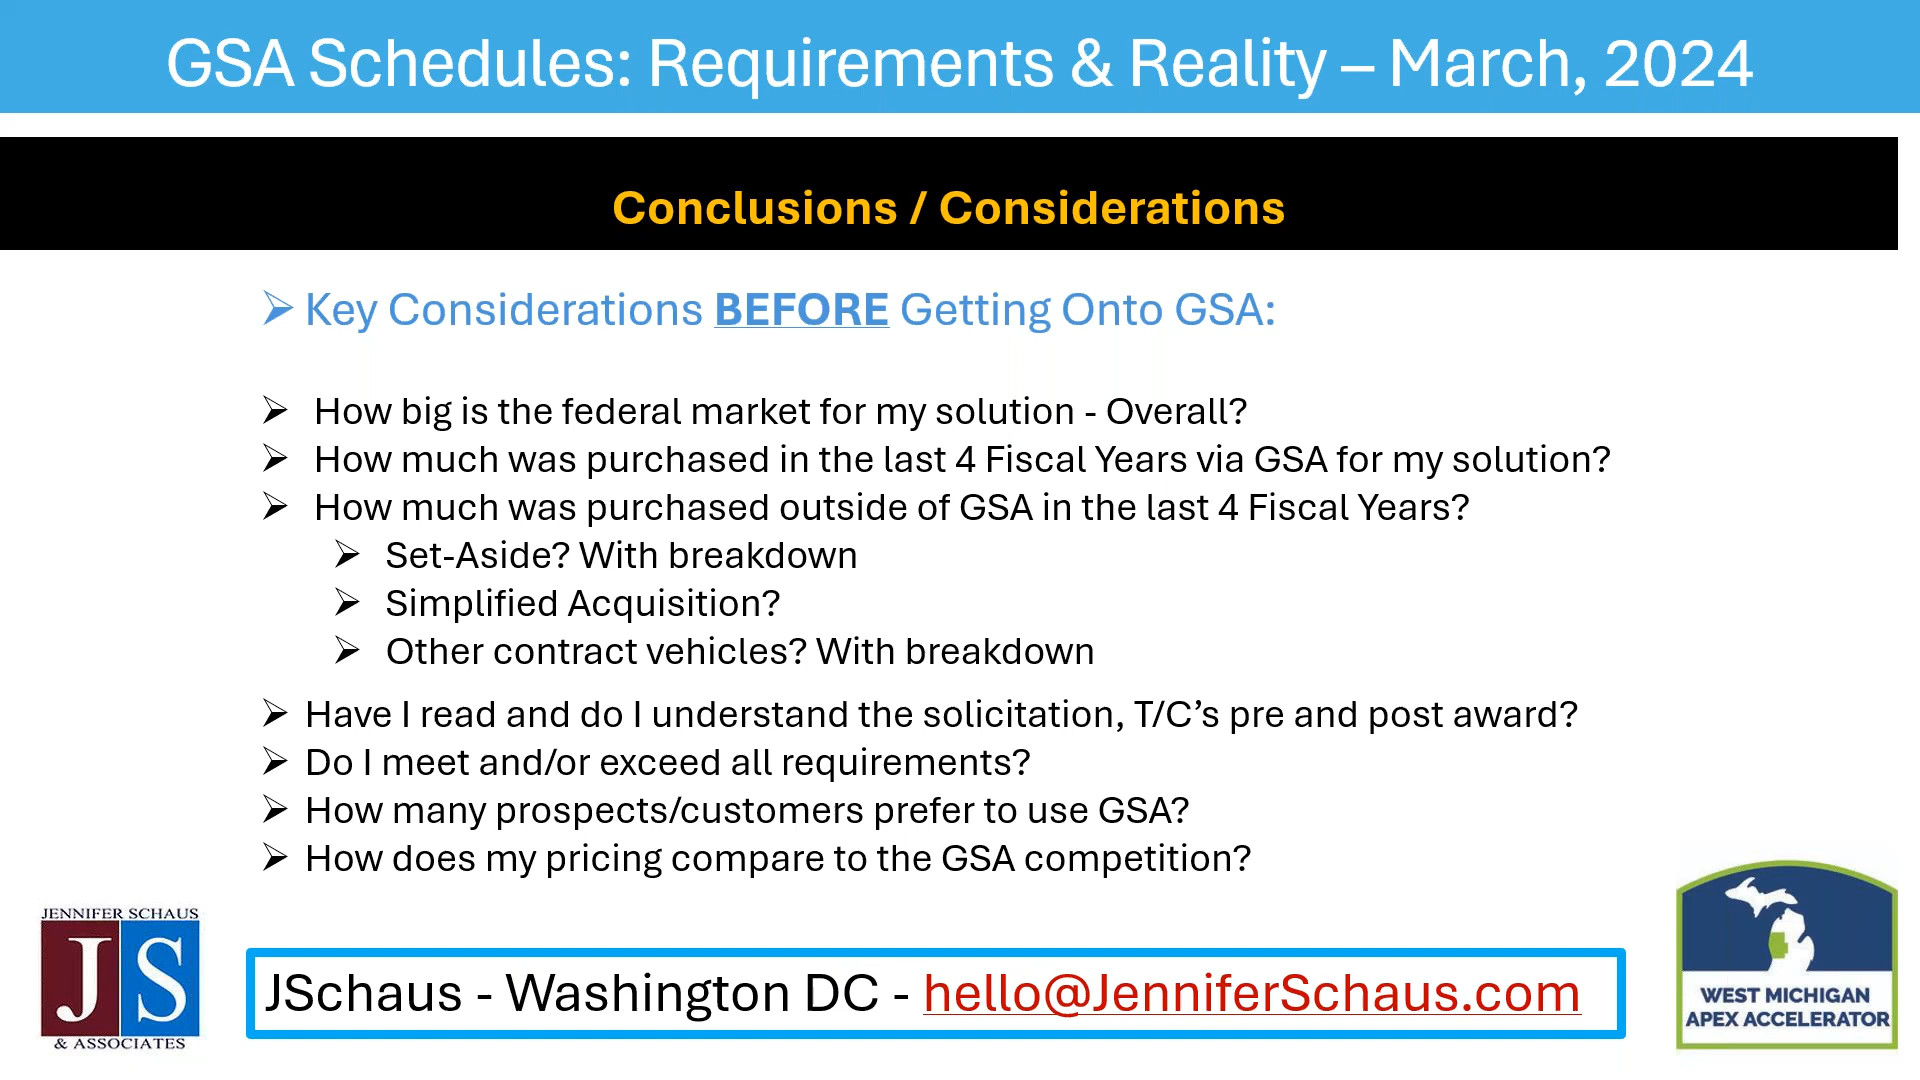 GSA Schedules: Requirements & Reality – March, 2024
Conclusions / Considerations
➢ Key Considerations BEFORE Getting Onto GSA:
➢ How big is the federal market for my solution - Overall?
➢ How much was purchased in the last 4 Fiscal Years via GSA for my solution?
➢ How much was purchased outside of GSA in the last 4 Fiscal Years?
➢ Set-Aside? With breakdown
➢ Simplified Acquisition?
➢ Other contract vehicles? With breakdown
➢ Have I read and do I understand the solicitation, T/C’s pre and post award?
➢ Do I meet and/or exceed all requirements?
➢ How many prospects/customers prefer to use GSA?
➢ How does my pricing compare to the GSA competition?
JENNIFER SCHAUS
JS
& ASSOCIATES
JSchaus - Washington DC - hello@JenniferSchaus.com
WEST MICHIGAN
APEX ACCELERATOR